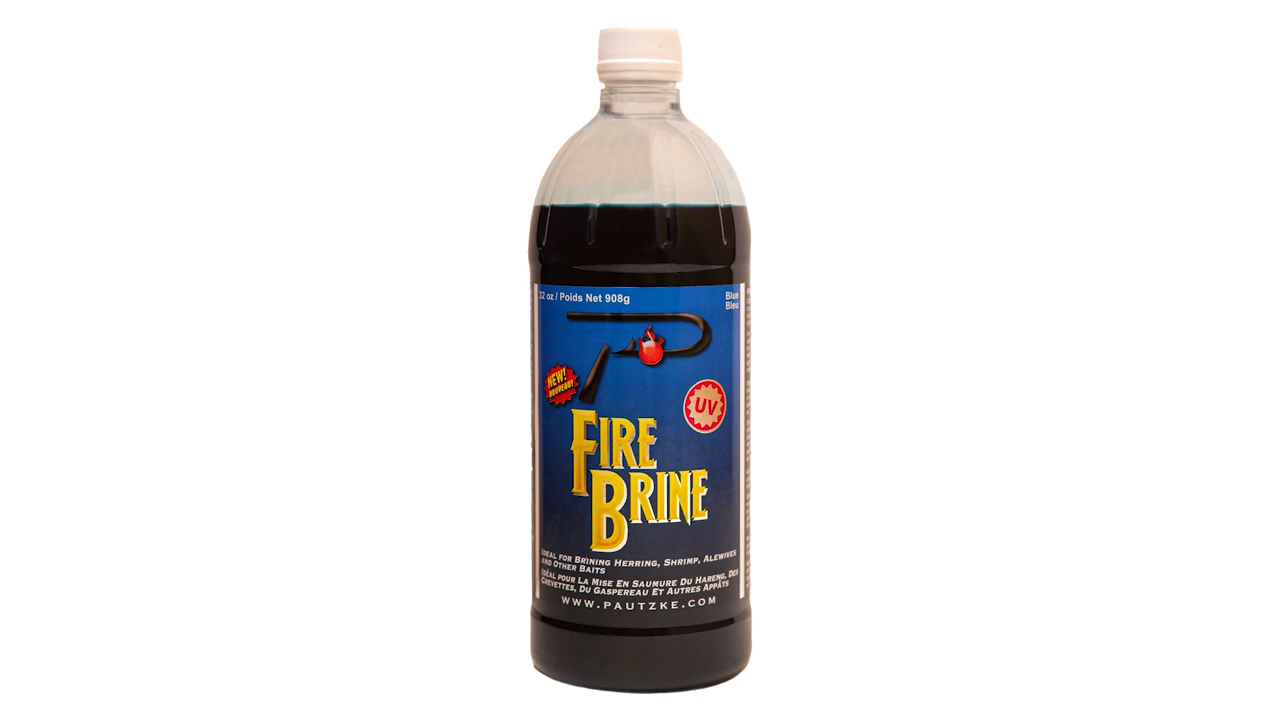 32 oz / Poids Net 908g
Blue
Bleu
NEW!
NOUVEAU!
UV
FIRE
BRINE
IDEAL FOR BRINING HERRING, SHRIMP, ALEWIVES
AND OTHER BAITS
IDÉAL POUR LA MISE EN SAUMURE DU HARENG, DES
CREVETTES, DU GASPEREAU ET AUTRES APPÂTS
WWW.PAUTZKE.COM